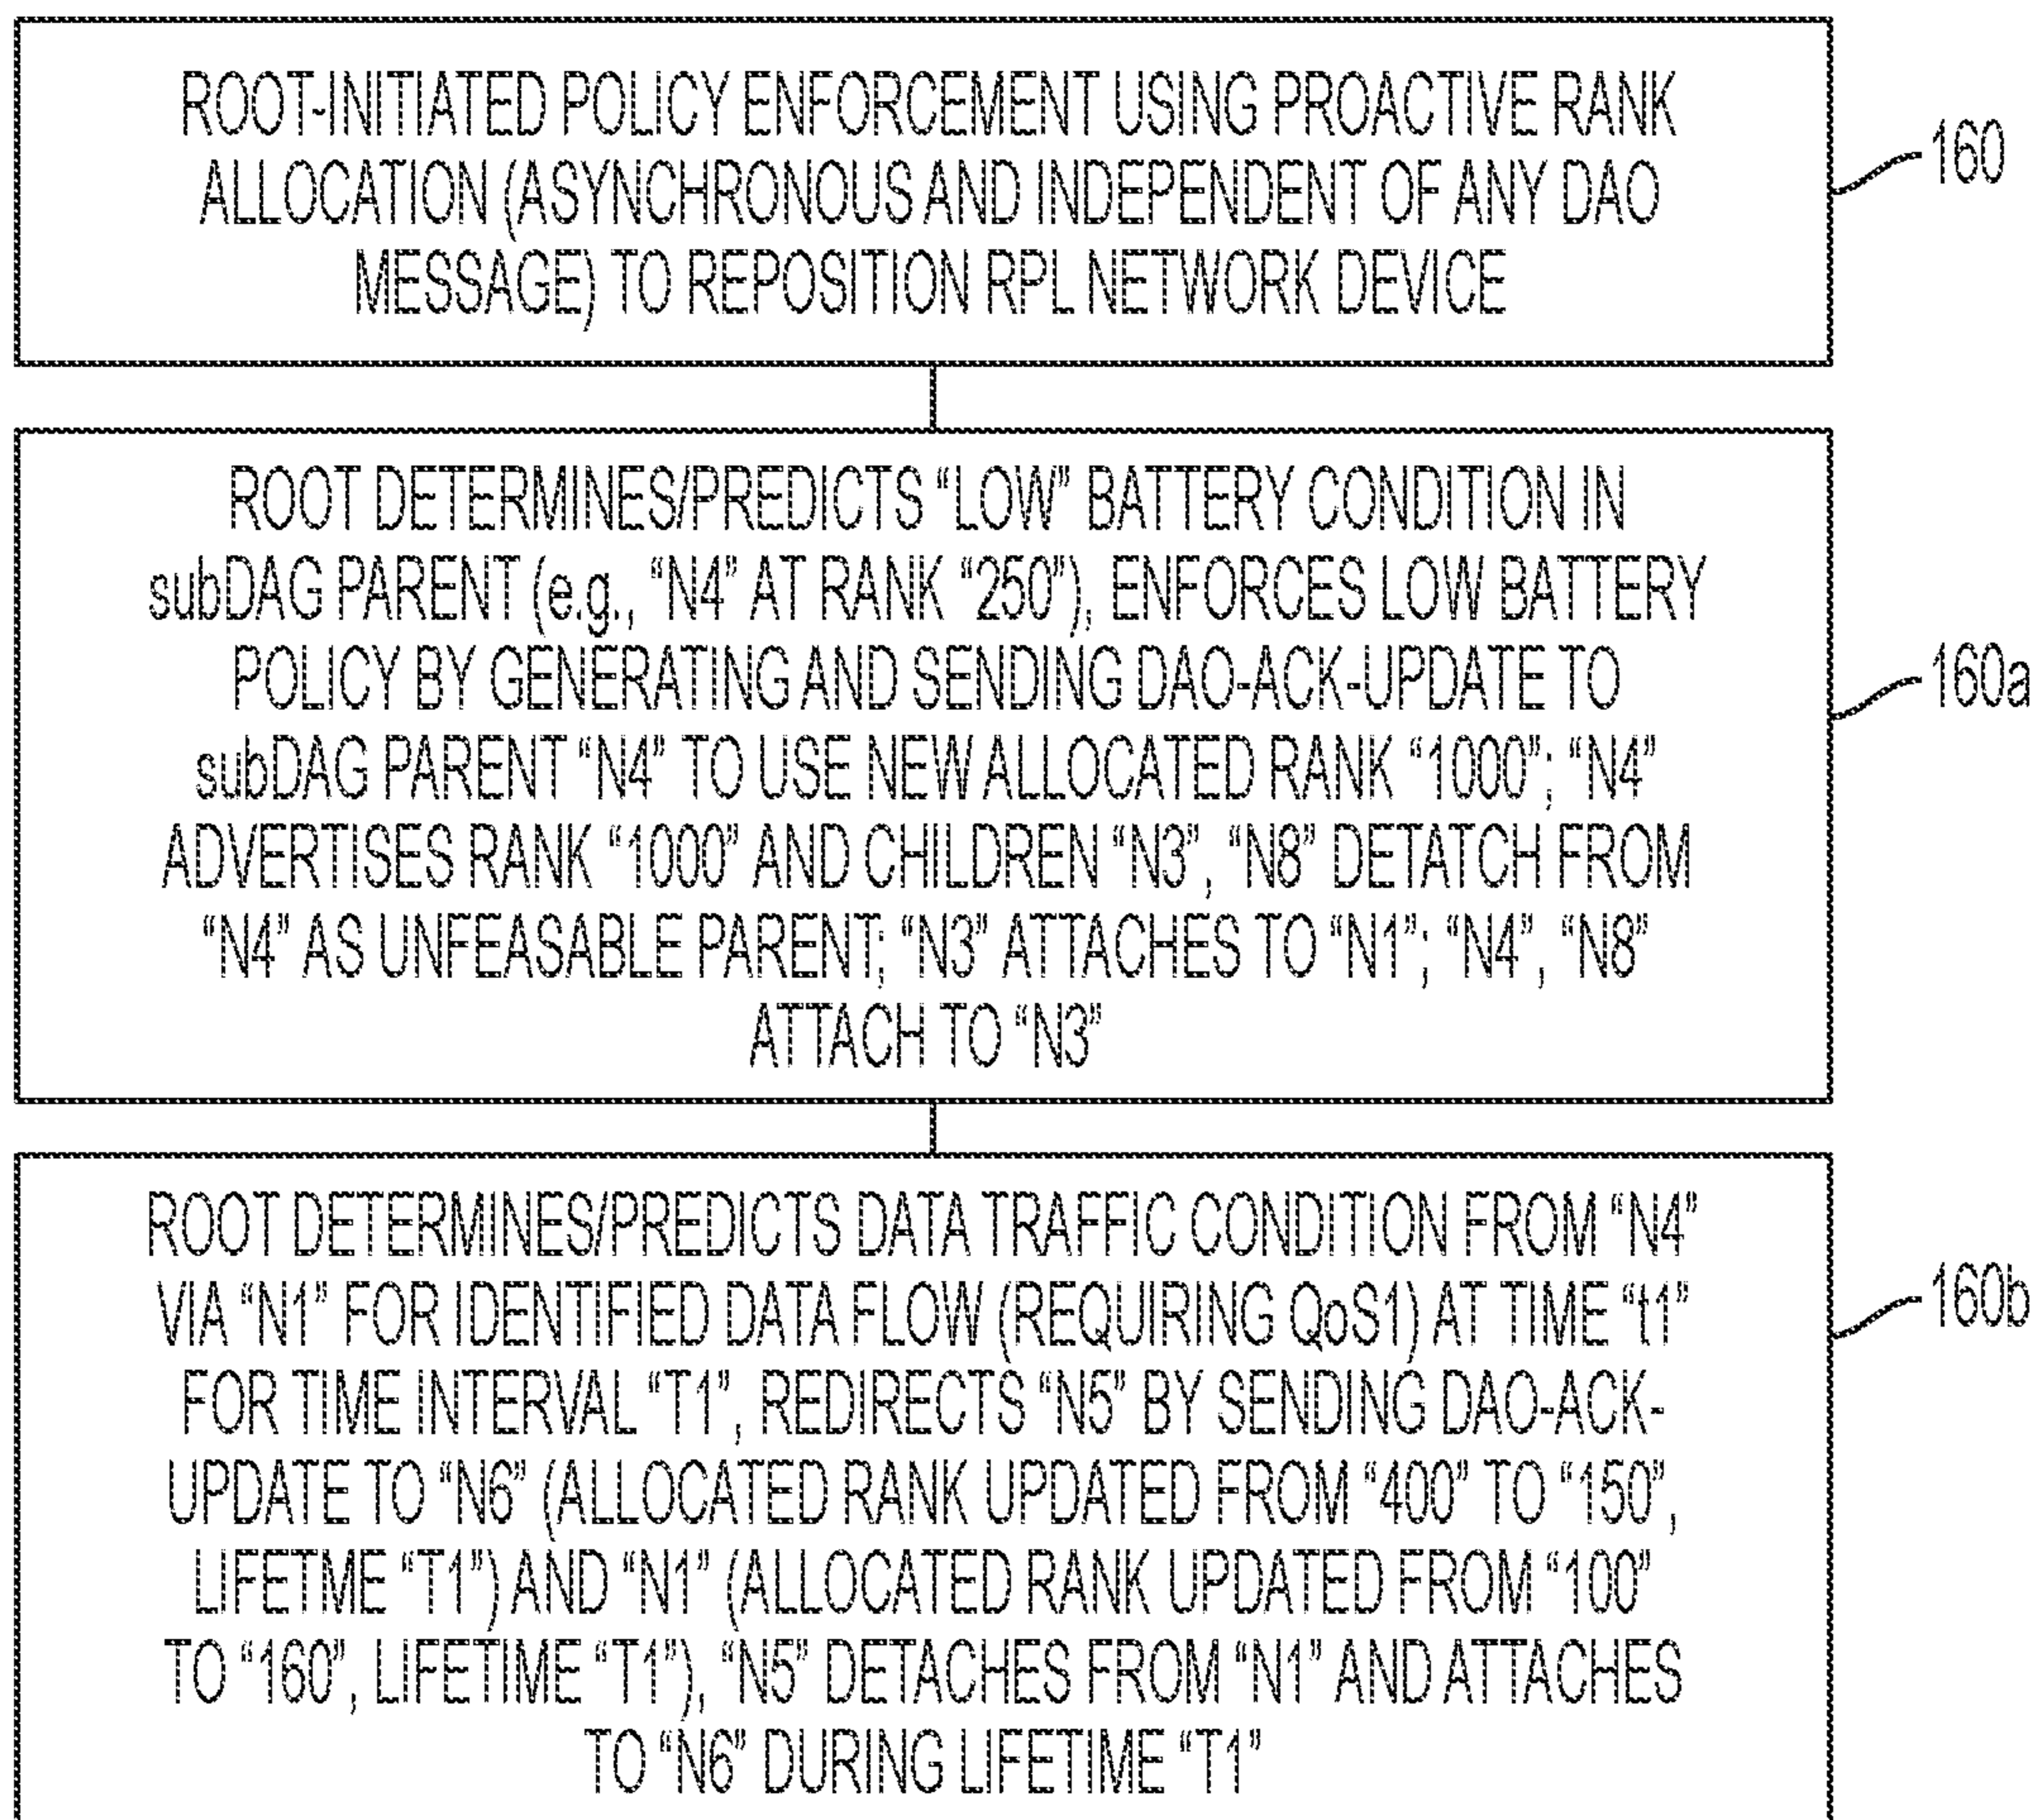 ROOT-INITIATED POLICY ENFORCEMENT USING PROACTIVE RANK
ALLOCATION (ASYNCHRONOUS AND INDEPENDENT OF ANY DAO
MESSAGE) TO REPOSITION RPL NETWORK DEVICE
160
ROOT DETERMINES/PREDICTS “LOW” BATTERY CONDITION IN
subDAG PARENT (e.g., “N4” AT RANK “250”), ENFORCES LOW BATTERY
POLICY BY GENERATING AND SENDING DAO-ACK-UPDATE TO
subDAG PARENT “N4” TO USE NEW ALLOCATED RANK “1000”; “N4”
ADVERTISES RANK “1000” AND CHILDREN “N3”, “N8” DETATCH FROM
“N4” AS UNFEASABLE PARENT; “N3” ATTACHES TO “N1”; “N4”, “N8”
ATTACH TO “N3”
160a
ROOT DETERMINES/PREDICTS DATA TRAFFIC CONDITION FROM “N4”
VIA “N1” FOR IDENTIFIED DATA FLOW (REQUIRING QoS1) AT TIME “t1”
FOR TIME INTERVAL “T1”, REDIRECTS “N5” BY SENDING DAO-ACK-
UPDATE TO “N6” (ALLOCATED RANK UPDATED FROM “400” TO “150”,
LIFETME “T1”) AND “N1” (ALLOCATED RANK UPDATED FROM “100”
TO “160”, LIFETIME “T1”), “N5” DETACHES FROM “N1” AND ATTACHES
TO “N6” DURING LIFETIME “T1”
160b